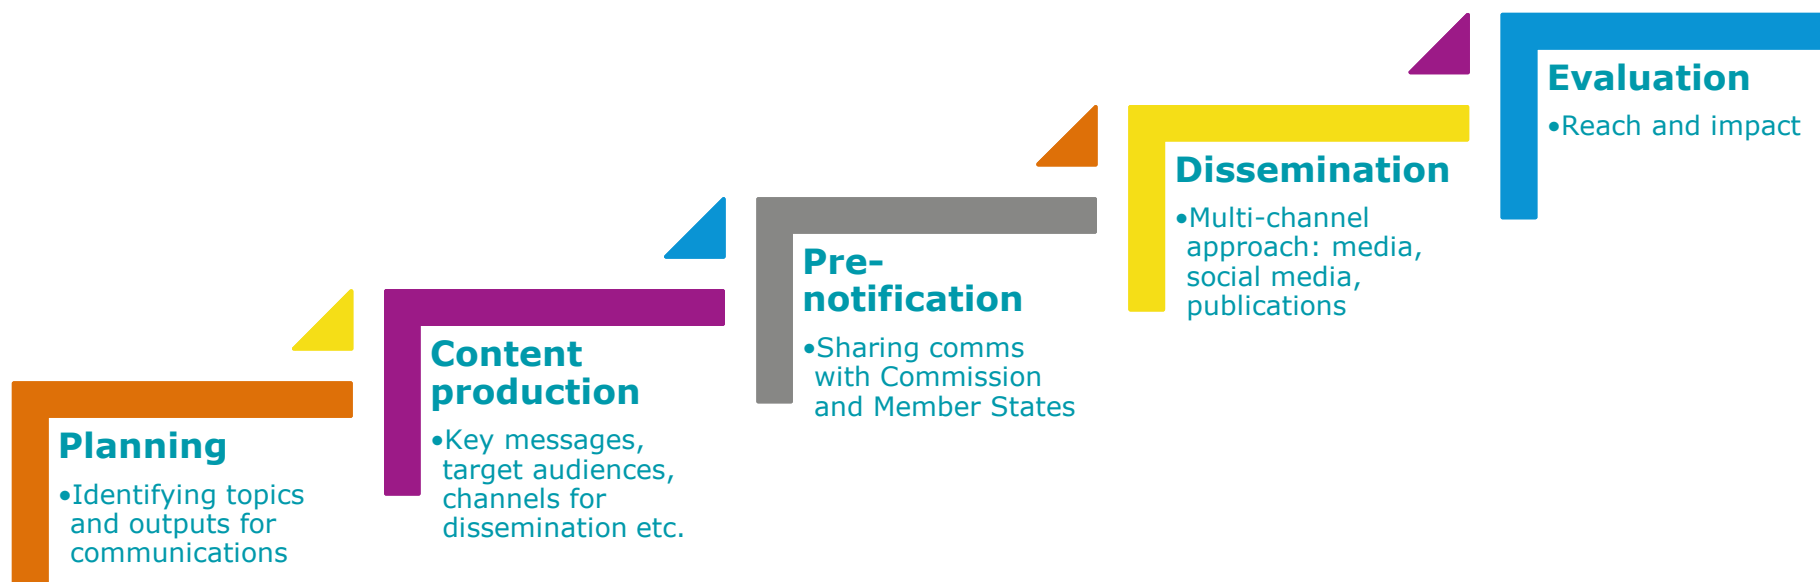 Planning
•Identifying topics
and outputs for
communications
Content
production
•Key messages,
target audiences,
channels for
dissemination etc.
Pre-
notification
•Sharing comms
with Commission
and Member States
Dissemination
•Multi-channel
approach: media,
social media,
publications
Evaluation
•Reach and impact